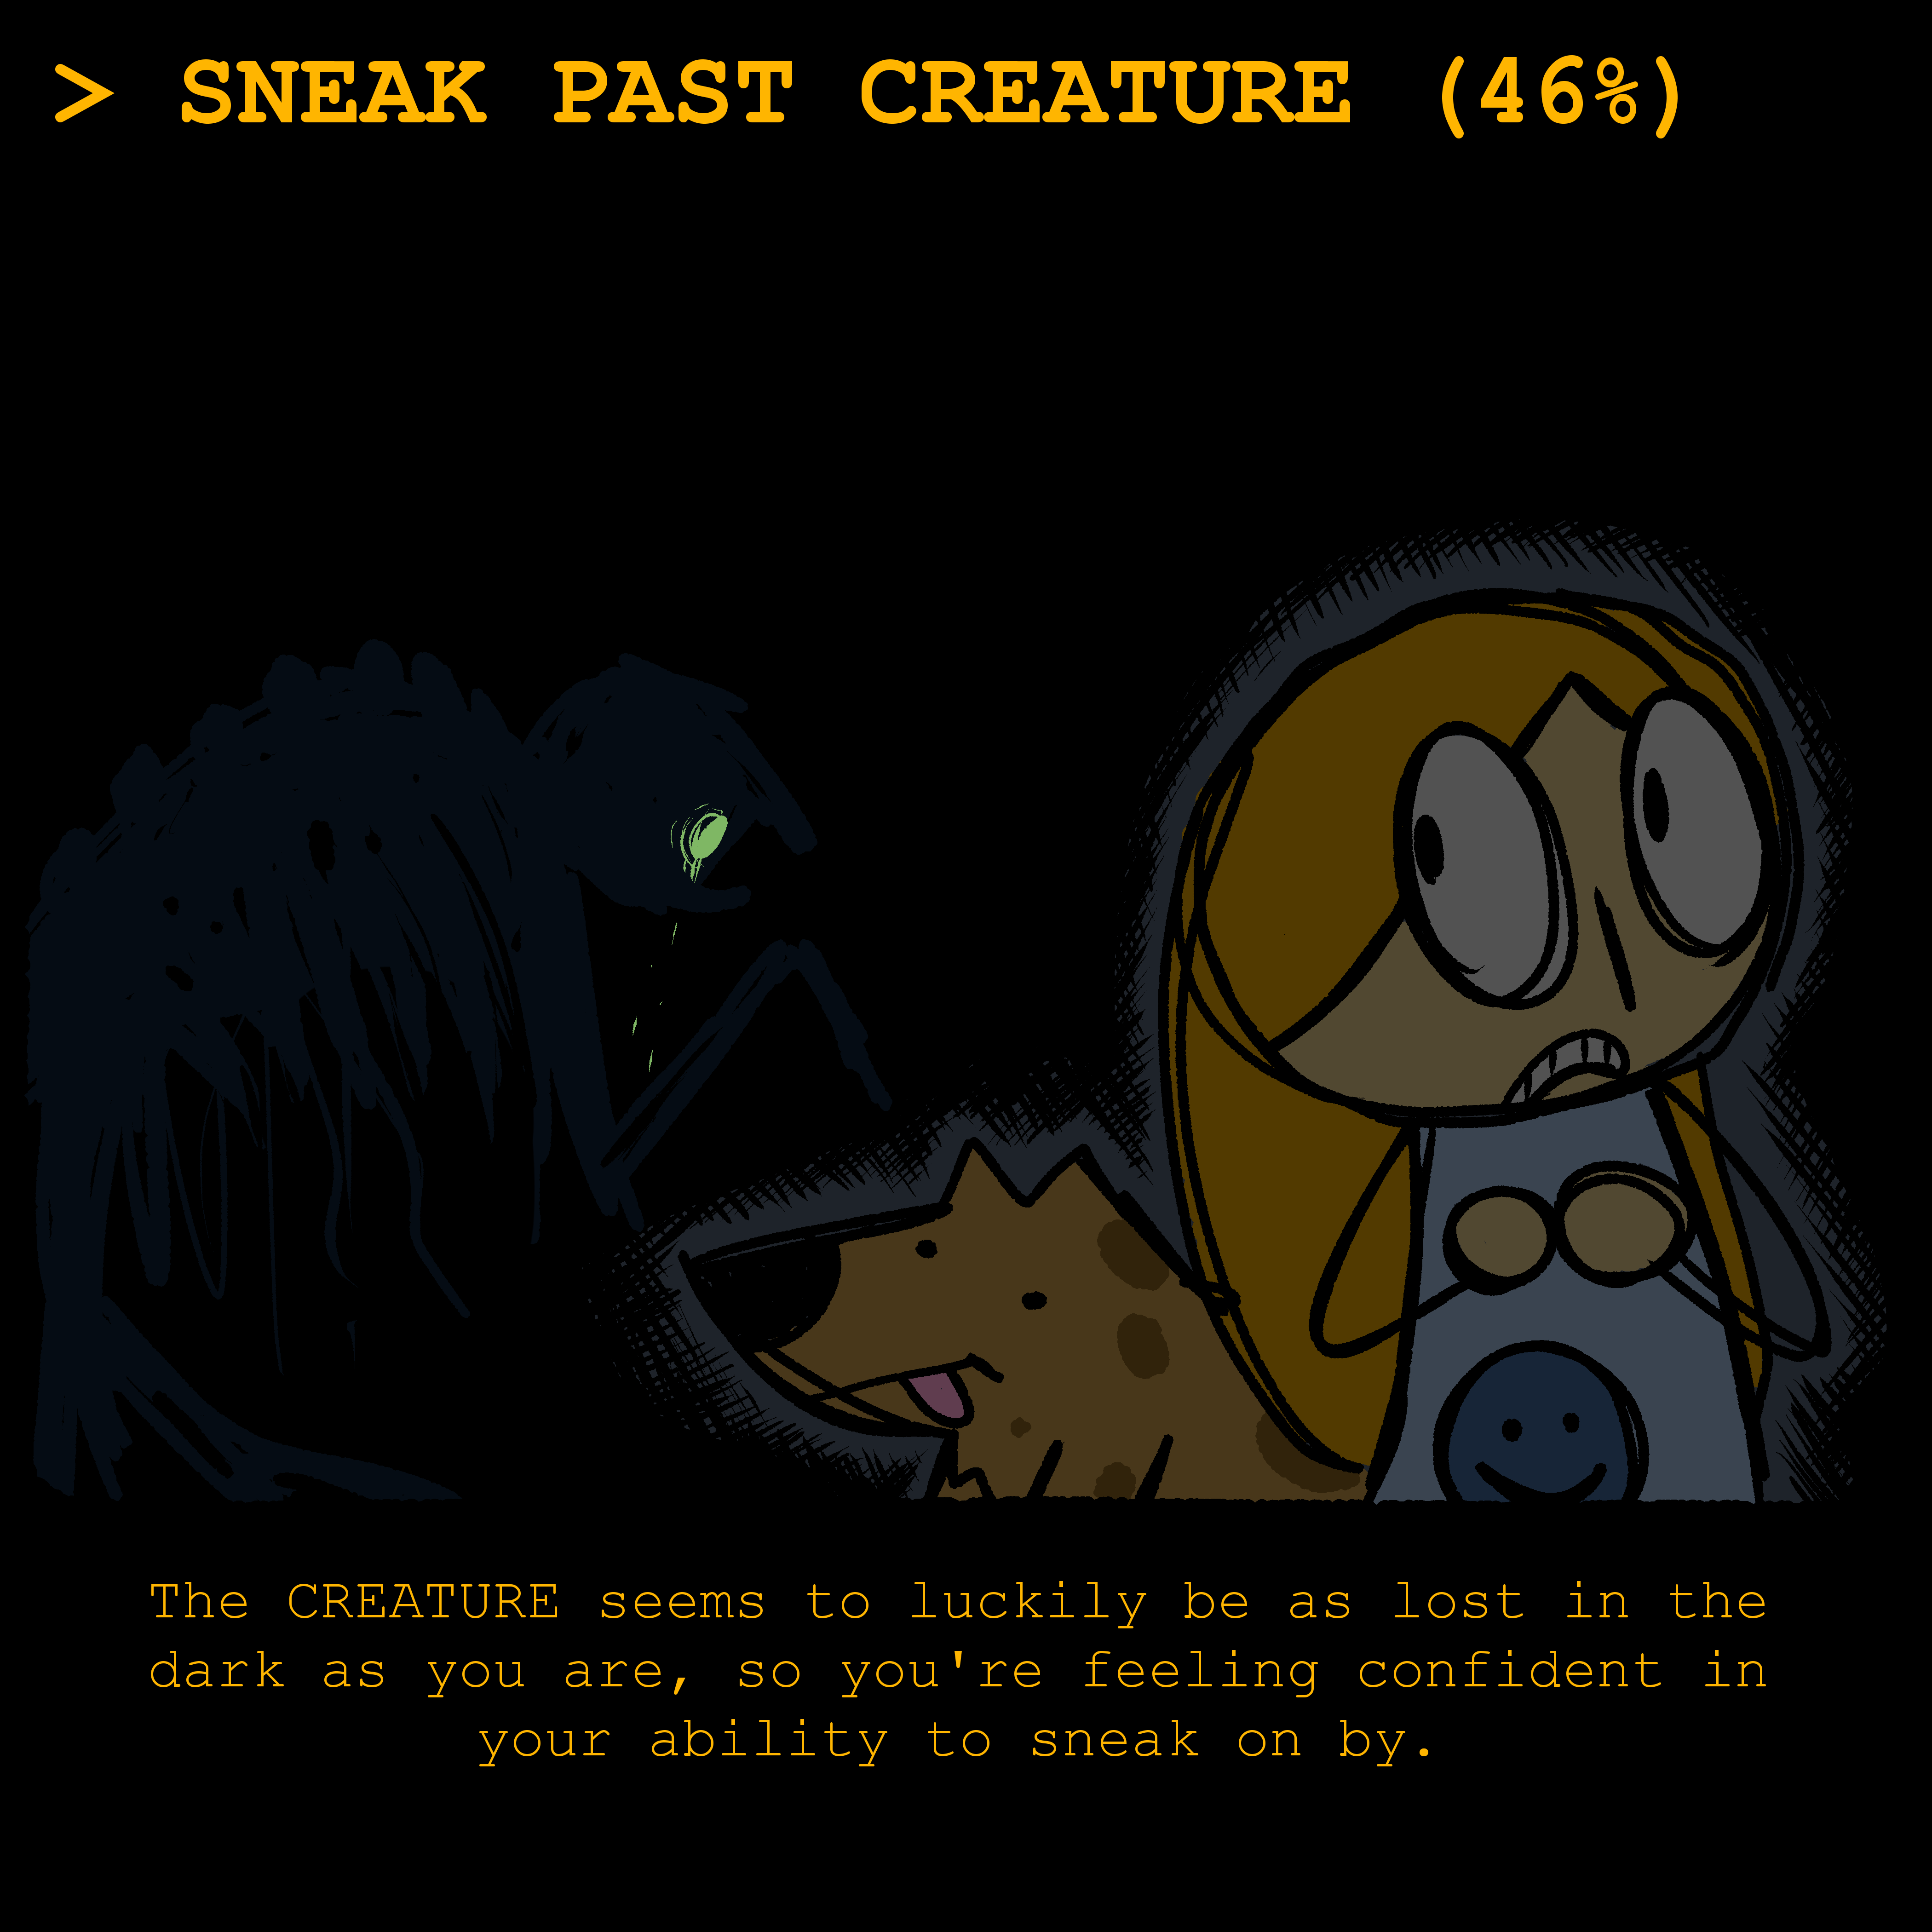 > SNEAK PAST CREATURE (46%)
The CREATURE seems to luckily be as lost in the
dark as you are, so you're feeling confident in
your ability to sneak on by.